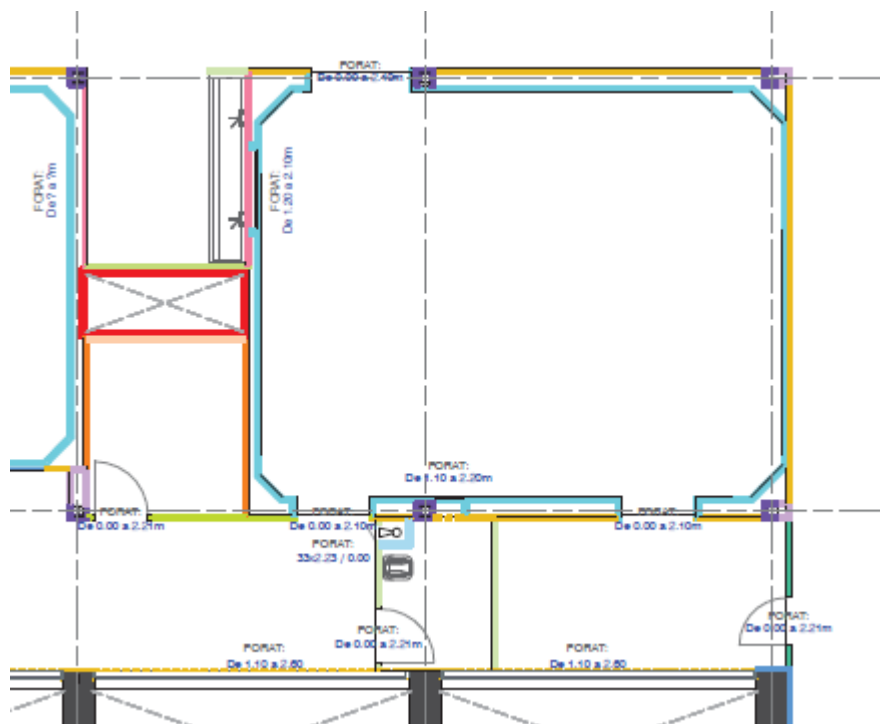 FORAT:
De 0.00 a 2.40m
FORAT:
De ? a ?m
FORAT:
De 1.20 a 2.10m
FORAT:
De 1.10 a 2.20m
FORAT:
De 0.00 a 2.21m
FORAT:
De 0.00 a 2.10m
FORAT:
De 0.00 a 2.10m
FORAT:
33x2.23 / 0.00
FORAT:
De 0.00 a 2.21m
FORAT:
De 0.00 a 2.21m
FORAT:
De 1.10 a 2.60
FORAT:
De 1.10 a 2.60